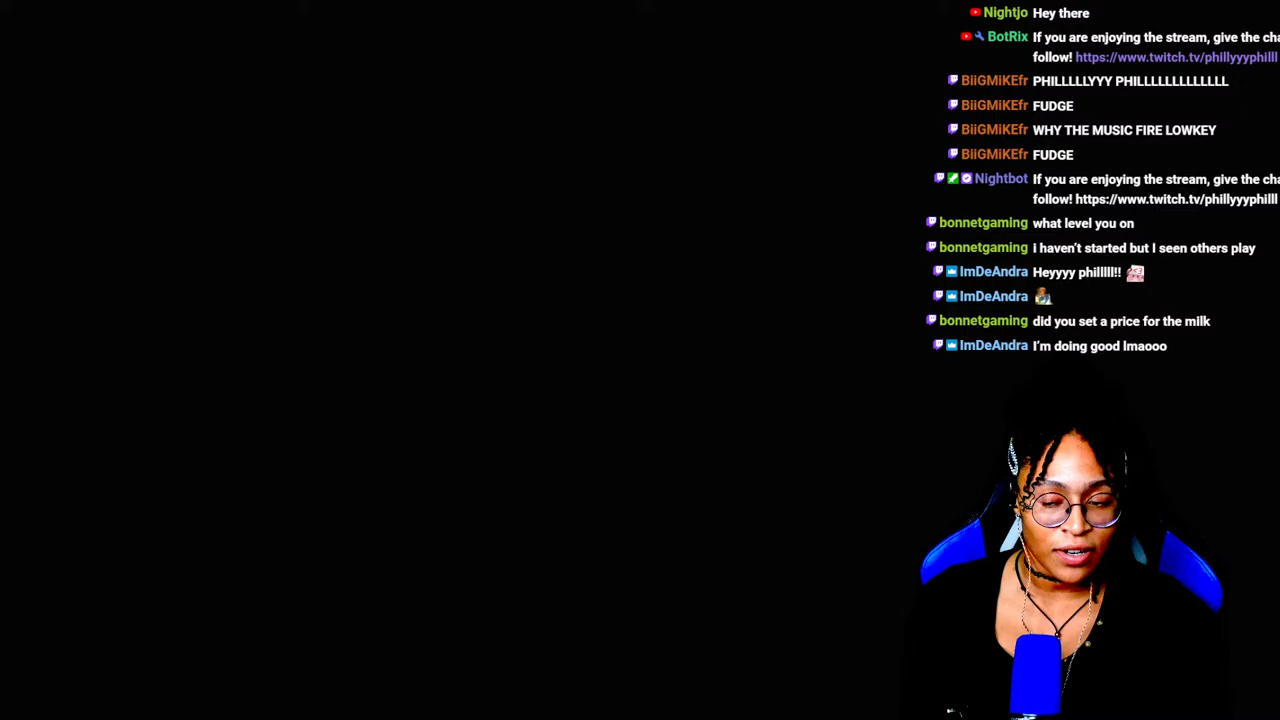 Nightjo Hey there
BotRix If you are enjoying the stream, give the cha
follow! https://www.twitch.tv/phillyyyphilll
BiiGMiKEfr PHILLLLLYYY PHILLLLLLLLLLLLL
BiiGMiKEfr FUDGE
BiiGMiKEfr WHY THE MUSIC FIRE LOWKEY
BiiGMiKEfr FUDGE
Nightbot If you are enjoying the stream, give the cha
follow! https://www.twitch.tv/phillyyyphilll
bonnetgaming what level you on
bonnetgaming i haven't started but I seen others play
ImDeAndra Heyyyy philllll!!
ImDeAndra
bonnetgaming did you set a price for the milk
ImDeAndra I'm doing good lmaooo